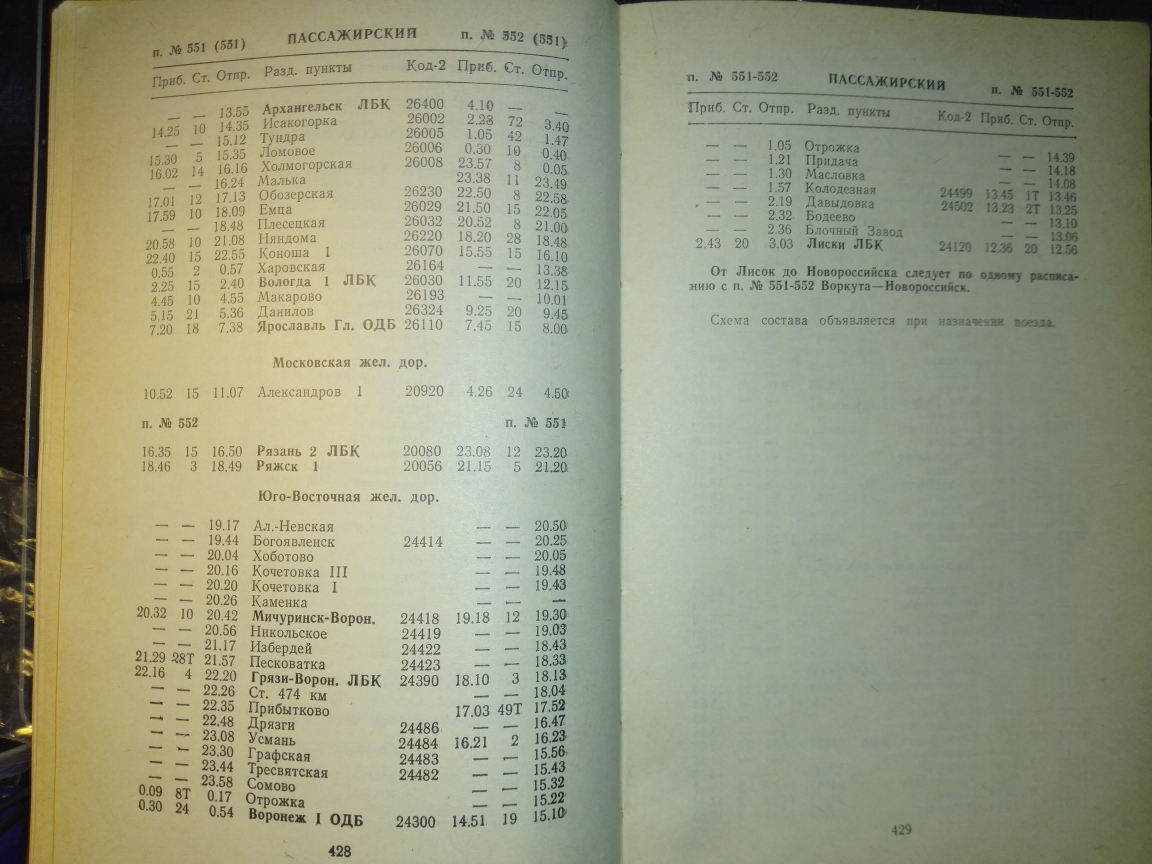 п. № 551 (551) ПАССАЖИРСКИЙ п. № 552 (551)
Приб. Ст. Отпр. Разд. пункты Код-2 Приб. Ст. Отпр.
— — 13.55 Архангельск ЛБК 26400 4.10 — —
14.25 10 14.35 Исакогорка 26002 2.28 72 3.40
— — 15.12 Тундра 26005 1.05 42 1.47
15.30 5 15.35 Ломовое 26006 0.30 10 0.40
16.02 14 16.16 Холмогорская 26008 23.57 8 0.05
— — 16.24 Малька 23.38 11 23.49
17.01 12 17.13 Обозерская 26230 22.50 8 22.58
17.59 10 18.09 Емца 26029 21.50 15 22.05
— — 18.48 Плесецкая 26032 20.52 8 21.00
20.58 10 21.08 Няндома 26220 18.20 28 18.48
22.40 15 22.55 Коноша 1 26070 15.55 15 16.10
0.55 2 0.57 Харовская 26164 — — 13.38
2.25 15 2.40 Вологда 1 ЛБК 26030 11.55 20 12.15
4.45 10 4.55 Макарово 26193 — — 10.01
5.15 21 5.36 Данилов 26324 9.25 20 9.45
7.20 18 7.38 Ярославль Гл. ОДБ 26110 7.45 15 8.00
Московская жел. дор.
10.52 15 11.07 Александров 1 20920 4.26 24 4.50
п. № 552 п. № 551
16.35 15 16.50 Рязань 2 ЛБК 20080 23.08 12 23.20
18.46 3 18.49 Ряжск 1 20056 21.15 5 21.20
Юго-Восточная жел. дор.
— — 19.17 Ал.-Невская — — 20.50
— — 19.44 Богоявленск 24414 — — 20.25
— — 20.04 Хоботово — — 20.05
— — 20.16 Кочетовка III — — 19.48
— — 20.20 Кочетовка I — — 19.43
— — 20.26 Каменка — — —
20.32 10 20.42 Мичуринск-Ворон. 24418 19.18 12 19.30
— — 20.56 Никольское 24419 — — 19.03
— — 21.17 Избердей 24422 — — 18.43
21.29 28Т 21.57 Песковатка 24423 — — 18.33
22.16 4 22.20 Грязи-Ворон. ЛБК 24390 18.10 3 18.13
— — 22.26 Ст. 474 км — — 18.04
— — 22.35 Прибытково 17.03 49Т 17.52
— — 22.48 Дрязги 24486 — — 16.47
— — 23.08 Усмань 24484 16.21 2 16.23
— — 23.30 Графская 24483 — — 15.56
— — 23.44 Тресвятская 24482 — — 15.43
— — 23.58 Сомово — — 15.32
0.09 8Т 0.17 Отрожка — — 15.22
0.30 24 0.54 Воронеж 1 ОДБ 24300 14.51 19 15.10
428
п. № 551-552 ПАССАЖИРСКИЙ п. № 551-552
Приб. Ст. Отпр. Разд. пункты Код-2 Приб. Ст. Отпр.
— — 1.05 Отрожка
— — 1.21 Придача — — 14.39
— — 1.30 Масловка — — 14.18
— — 1.57 Колодезная — — 14.08
— — 2.19 Давыдовка 24499 13.45 1Т 13.46
— — 2.32 Бодеево 24502 13.23 2Т 13.25
— — 2.36 Блочный Завод — — 13.10
— — 13.06
2.43 20 3.03 Лиски ЛБК 24120 12.36 20 12.56
От Лисок до Новороссийска следует по одному расписа-
нию с п. № 551-552 Воркута—Новороссийск.
Схема состава объявляется при назначении поезда.
429